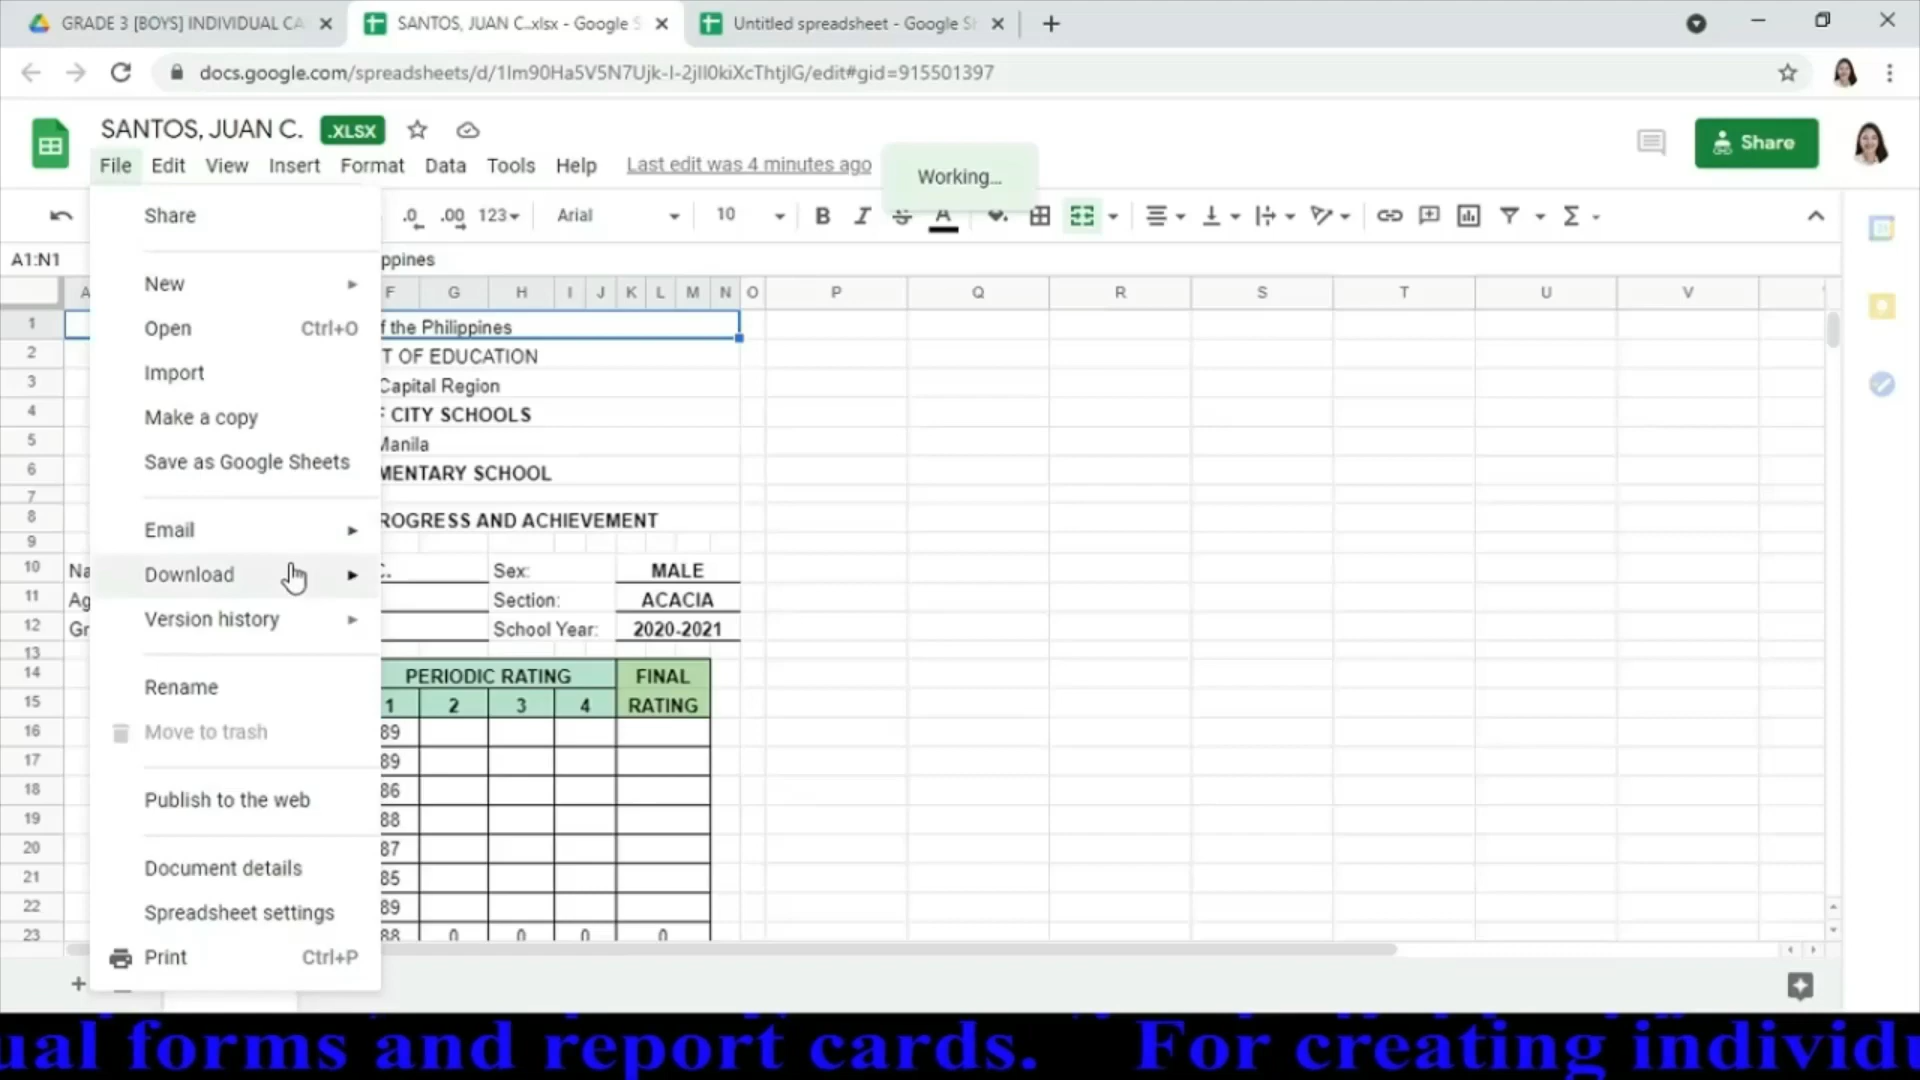 GRADE 3 [BOYS] INDIVIDUAL CA
SANTOS, JUAN C..xlsx - Google S
Untitled spreadsheet - Google Sh
docs.google.com/spreadsheets/d/1lm90Ha5V5N7Ujk-I-2jII0kiXcThtjIG/edit#gid=915501397
SANTOS, JUAN C. .XLSX
Share
File Edit View Insert Format Data Tools Help Last edit was 4 minutes ago
Working...
.0 .00 123 Arial 10 B I S A Σ
A1:N1 ppines
Share
New
Open Ctrl+O
Import
Make a copy
Save as Google Sheets
Email
Download
Version history
Rename
Move to trash
Publish to the web
Document details
Spreadsheet settings
Print Ctrl+P
A F G H I J K L M N O P Q R S T U V
1 f the Philippines
2 T OF EDUCATION
3 Capital Region
4 F CITY SCHOOLS
5 Manila
6 MENTARY SCHOOL
7
8 ROGRESS AND ACHIEVEMENT
9
10 Na C. Sex: MALE
11 Ag Section: ACACIA
12 Gr School Year: 2020-2021
13
14 PERIODIC RATING FINAL
15 1 2 3 4 RATING
16 89
17 89
18 86
19 88
20 87
21 85
22 89
23 88 0 0 0 0
ual forms and report cards. For creating individu